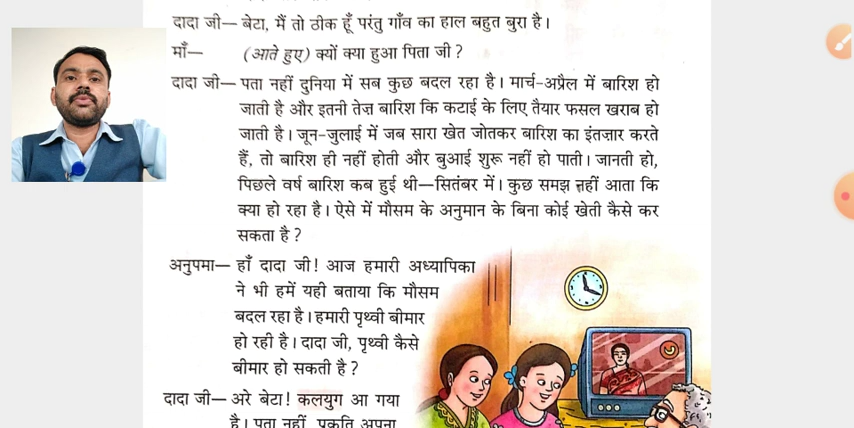 दादा जी— बेटा, मैं तो ठीक हूँ परंतु गाँव का हाल बहुत बुरा है।
माँ— (आते हुए) क्यों क्या हुआ पिता जी ?
दादा जी— पता नहीं दुनिया में सब कुछ बदल रहा है। मार्च-अप्रैल में बारिश हो
जाती है और इतनी तेज़ बारिश कि कटाई के लिए तैयार फसल खराब हो
जाती है। जून-जुलाई में जब सारा खेत जोतकर बारिश का इंतज़ार करते
हैं, तो बारिश ही नहीं होती और बुआई शुरू नहीं हो पाती। जानती हो,
पिछले वर्ष बारिश कब हुई थी—सितंबर में। कुछ समझ नहीं आता कि
क्या हो रहा है। ऐसे में मौसम के अनुमान के बिना कोई खेती कैसे कर
सकता है ?
अनुपमा— हाँ दादा जी! आज हमारी अध्यापिका
ने भी हमें यही बताया कि मौसम
बदल रहा है। हमारी पृथ्वी बीमार
हो रही है। दादा जी, पृथ्वी कैसे
बीमार हो सकती है ?
दादा जी— अरे बेटा! कलयुग आ गया
है। पता नहीं प्रकृति अपना